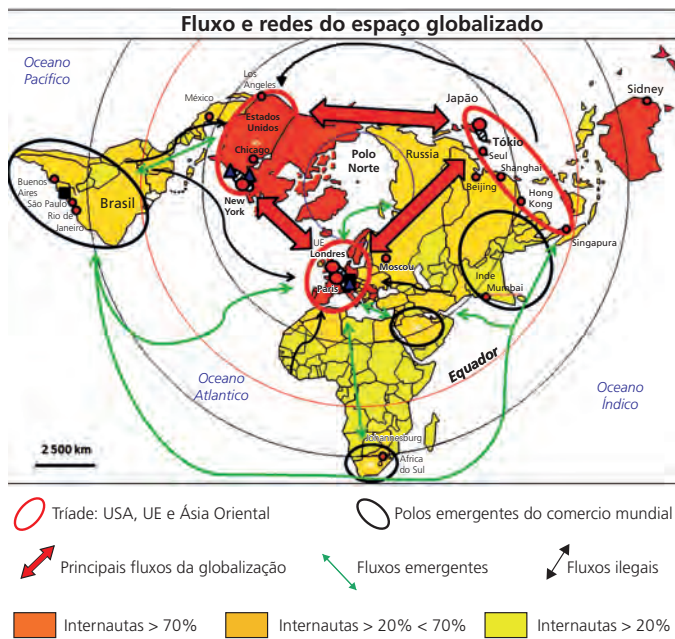 Fluxo e redes do espaço globalizado
Oceano
Pacífico
Los
Angeles
México
Estados
Unidos
Chicago
New
York
Japão
Sidney
Tókio
Seul
Russia
Polo
Norte
Shanghai
Beijing
Hong
Kong
Singapura
Buenos
Aires
São Paulo
Rio de
Janeiro
Brasil
UE
Londres
Paris
Moscou
Inde
Mumbai
Equador
Oceano
Atlantico
Oceano
Índico
Johannesburg
Africa
do Sul
2 500 km
Tríade: USA, UE e Ásia Oriental
Polos emergentes do comercio mundial
Principais fluxos da globalização
Fluxos emergentes
Fluxos ilegais
Internautas > 70%
Internautas > 20% < 70%
Internautas > 20%